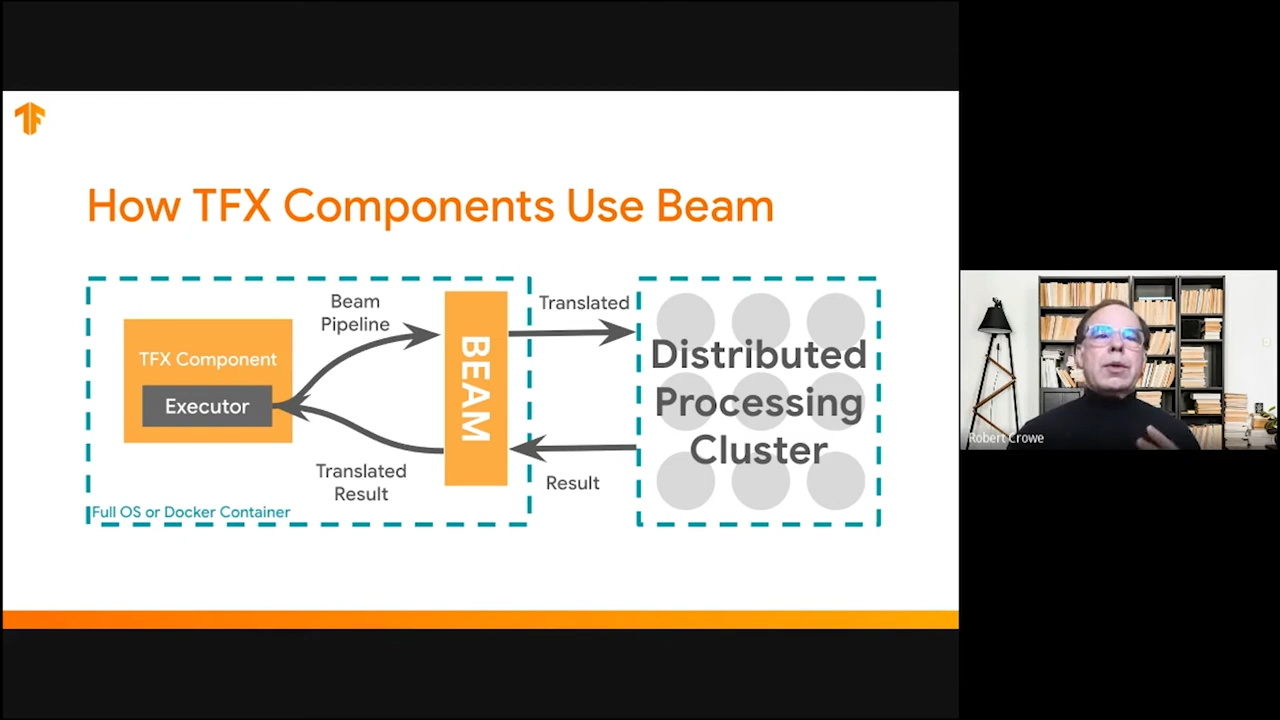 How TFX Components Use Beam
Beam
Pipeline
Translated
TFX Component
Executor
BEAM
Distributed
Processing
Cluster
Translated
Result
Result
Full OS or Docker Container
Robert Crowe